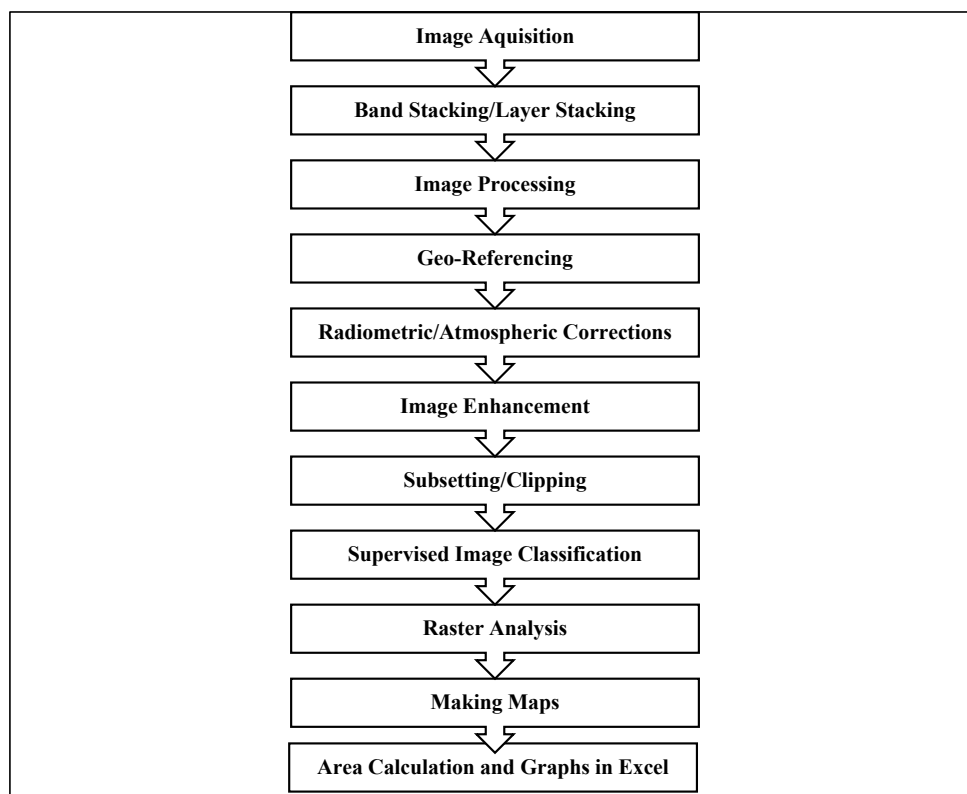 Image Aquisition
Band Stacking/Layer Stacking
Image Processing
Geo-Referencing
Radiometric/Atmospheric Corrections
Image Enhancement
Subsetting/Clipping
Supervised Image Classification
Raster Analysis
Making Maps
Area Calculation and Graphs in Excel